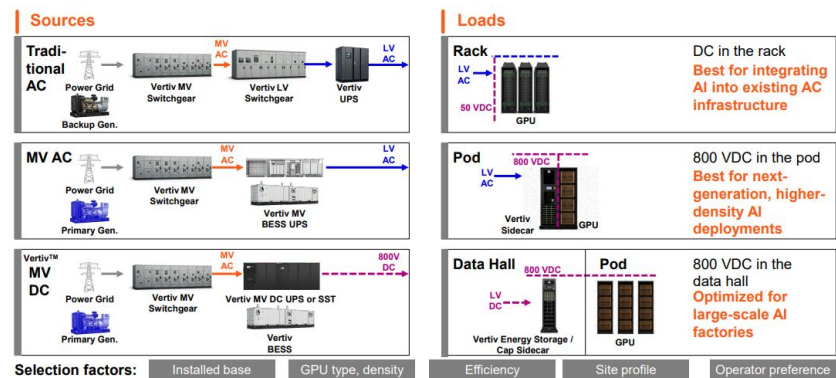 Sources
Tradi-
tional
AC
Power Grid
Backup Gen.
Vertiv MV
Switchgear
MV
AC
Vertiv LV
Switchgear
Vertiv
UPS
LV
AC
MV AC
Power Grid
Primary Gen.
Vertiv MV
Switchgear
MV
AC
Vertiv MV
BESS UPS
LV
AC
Vertiv™
MV
DC
Power Grid
Primary Gen.
Vertiv MV
Switchgear
MV
AC
Vertiv MV DC UPS or SST
Vertiv
BESS
800V
DC
Loads
Rack
LV
AC
50 VDC
GPU
DC in the rack
Best for integrating
AI into existing AC
infrastructure
Pod
800 VDC
LV
AC
Vertiv
Sidecar
GPU
800 VDC in the pod
Best for next-
generation, higher-
density AI
deployments
Data Hall
800 VDC
LV
DC
Vertiv Energy Storage /
Cap Sidecar
Pod
GPU
800 VDC in the
data hall
Optimized for
large-scale AI
factories
Selection factors:
Installed base
GPU type, density
Efficiency
Site profile
Operator preference